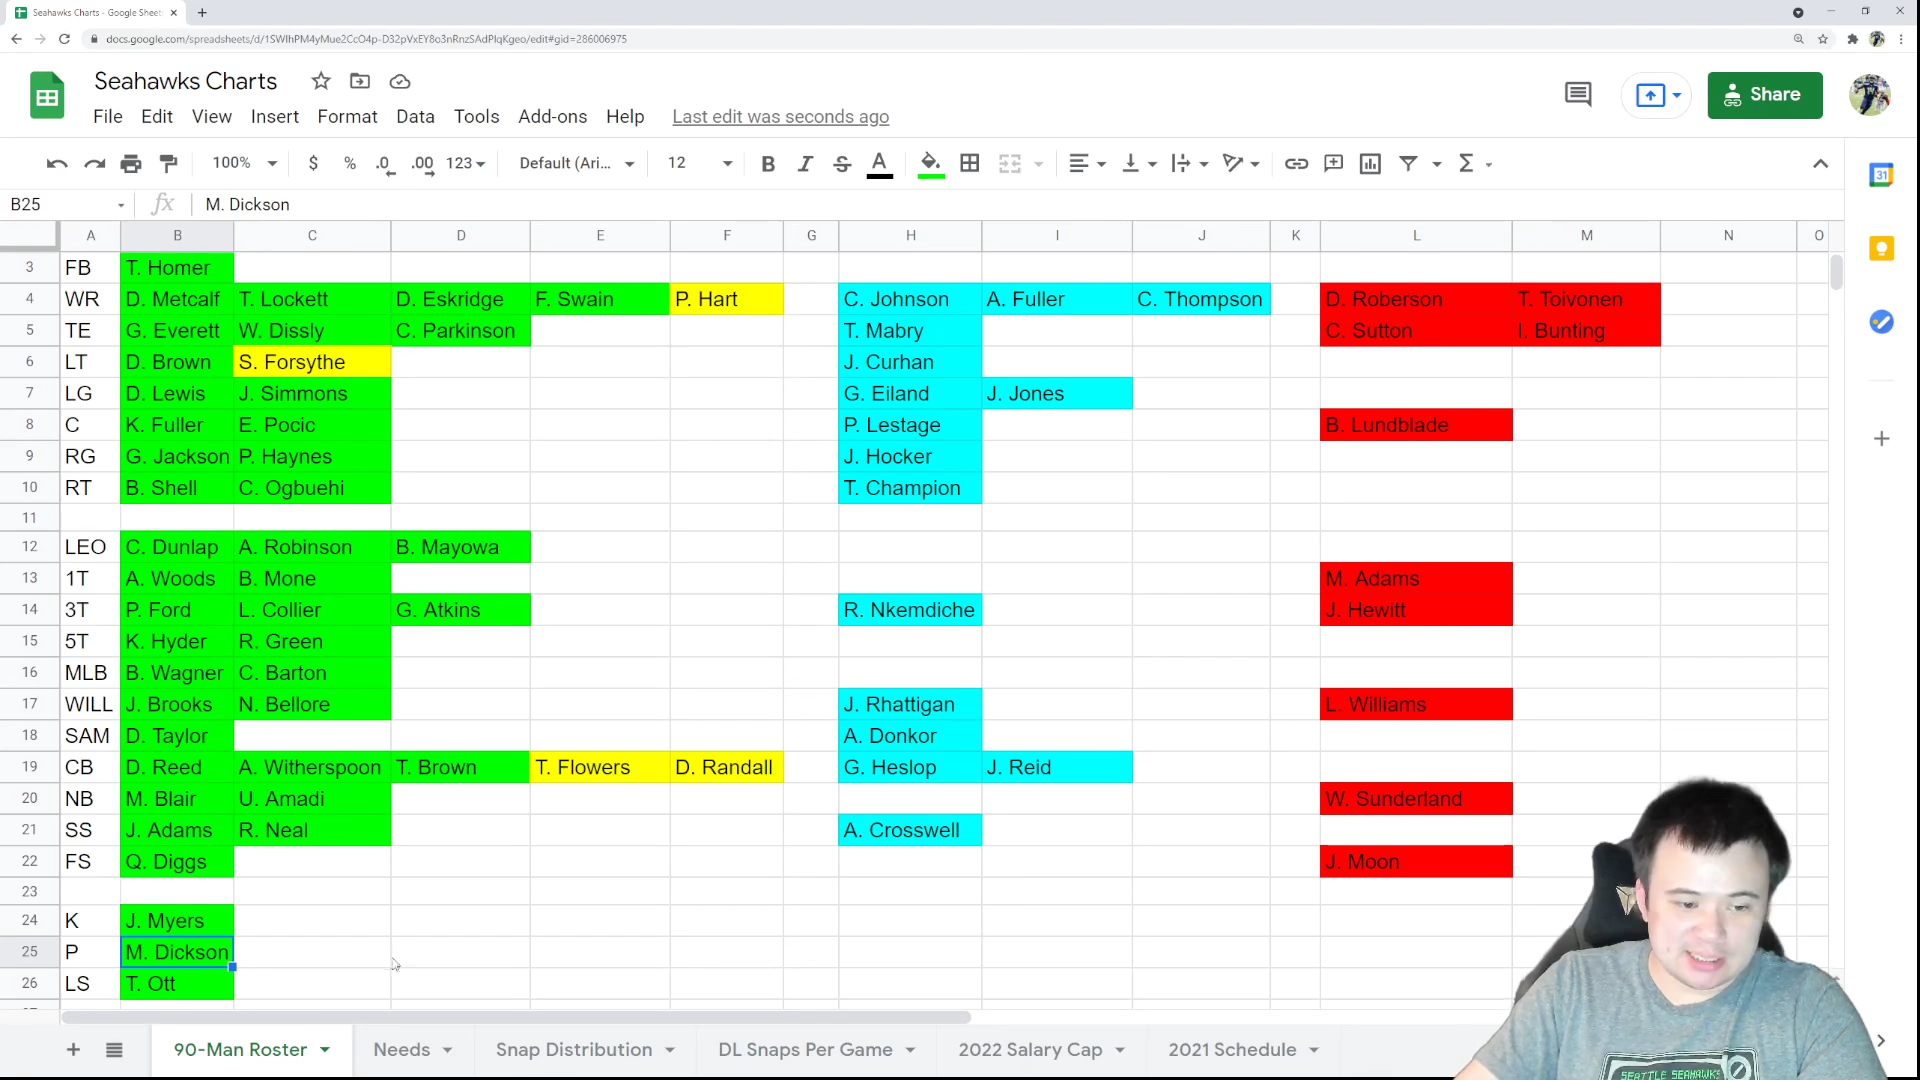 Seahawks Charts - Google Sheets
docs.google.com/spreadsheets/d/1SWIhPM4yMue2CcO4p-D32pVxEY8o3nRnzSAdPlqKgeo/edit#gid=286006975
Seahawks Charts
File Edit View Insert Format Data Tools Add-ons Help Last edit was seconds ago
Share
100% $ % .0 .00 123 Default (Ari... 12 B I S A Σ
31
B25 fx M. Dickson
A B C D E F G H I J K L M N O
3 FB T. Homer
4 WR D. Metcalf T. Lockett D. Eskridge F. Swain P. Hart C. Johnson A. Fuller C. Thompson D. Roberson T. Toivonen
5 TE G. Everett W. Dissly C. Parkinson T. Mabry C. Sutton I. Bunting
6 LT D. Brown S. Forsythe J. Curhan
7 LG D. Lewis J. Simmons G. Eiland J. Jones
8 C K. Fuller E. Pocic P. Lestage B. Lundblade
9 RG G. Jackson P. Haynes J. Hocker
10 RT B. Shell C. Ogbuehi T. Champion
11
12 LEO C. Dunlap A. Robinson B. Mayowa
13 1T A. Woods B. Mone M. Adams
14 3T P. Ford L. Collier G. Atkins R. Nkemdiche J. Hewitt
15 5T K. Hyder R. Green
16 MLB B. Wagner C. Barton
17 WILL J. Brooks N. Bellore J. Rhattigan L. Williams
18 SAM D. Taylor A. Donkor
19 CB D. Reed A. Witherspoon T. Brown T. Flowers D. Randall G. Heslop J. Reid
20 NB M. Blair U. Amadi W. Sunderland
21 SS J. Adams R. Neal A. Crosswell
22 FS Q. Diggs J. Moon
23
24 K J. Myers
25 P M. Dickson
26 LS T. Ott
90-Man Roster Needs Snap Distribution DL Snaps Per Game 2022 Salary Cap 2021 Schedule
SEATTLE SEAHAWKS